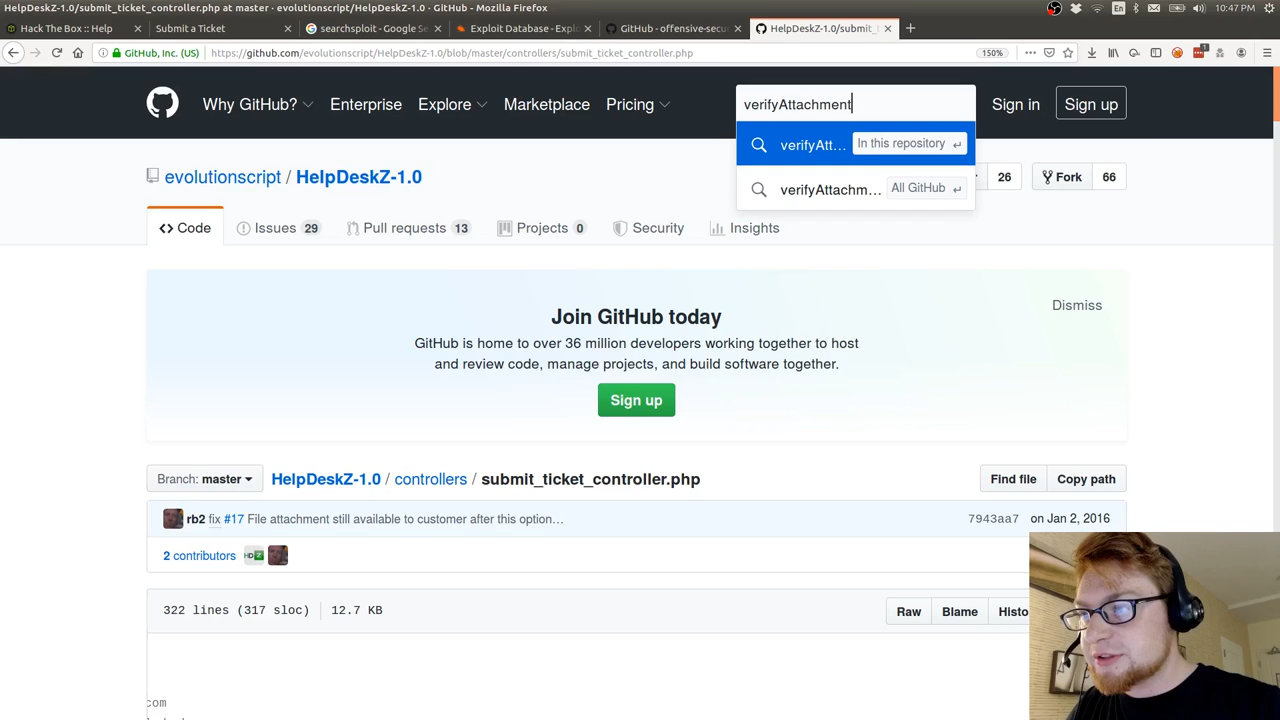 HelpDeskZ-1.0/submit_ticket_controller.php at master · evolutionscript/HelpDeskZ-1.0 · GitHub - Mozilla Firefox
En
10:47 PM
Hack The Box :: Help
Submit a Ticket
searchsploit - Google Se
Exploit Database - Explo
GitHub - offensive-secu
HelpDeskZ-1.0/submit_
GitHub, Inc. (US)
https://github.com/evolutionscript/HelpDeskZ-1.0/blob/master/controllers/submit_ticket_controller.php
150%
Why GitHub?
Enterprise
Explore
Marketplace
Pricing
verifyAttachment
Sign in
Sign up
verifyAtt...
In this repository
verifyAttachm...
All GitHub
evolutionscript / HelpDeskZ-1.0
26
Fork
66
Code
Issues 29
Pull requests 13
Projects 0
Security
Insights
Dismiss
Join GitHub today
GitHub is home to over 36 million developers working together to host
and review code, manage projects, and build software together.
Sign up
Branch: master
HelpDeskZ-1.0 / controllers / submit_ticket_controller.php
Find file
Copy path
rb2 fix #17 File attachment still available to customer after this option…
7943aa7
on Jan 2, 2016
2 contributors
322 lines (317 sloc)
12.7 KB
Raw
Blame
Histo
com